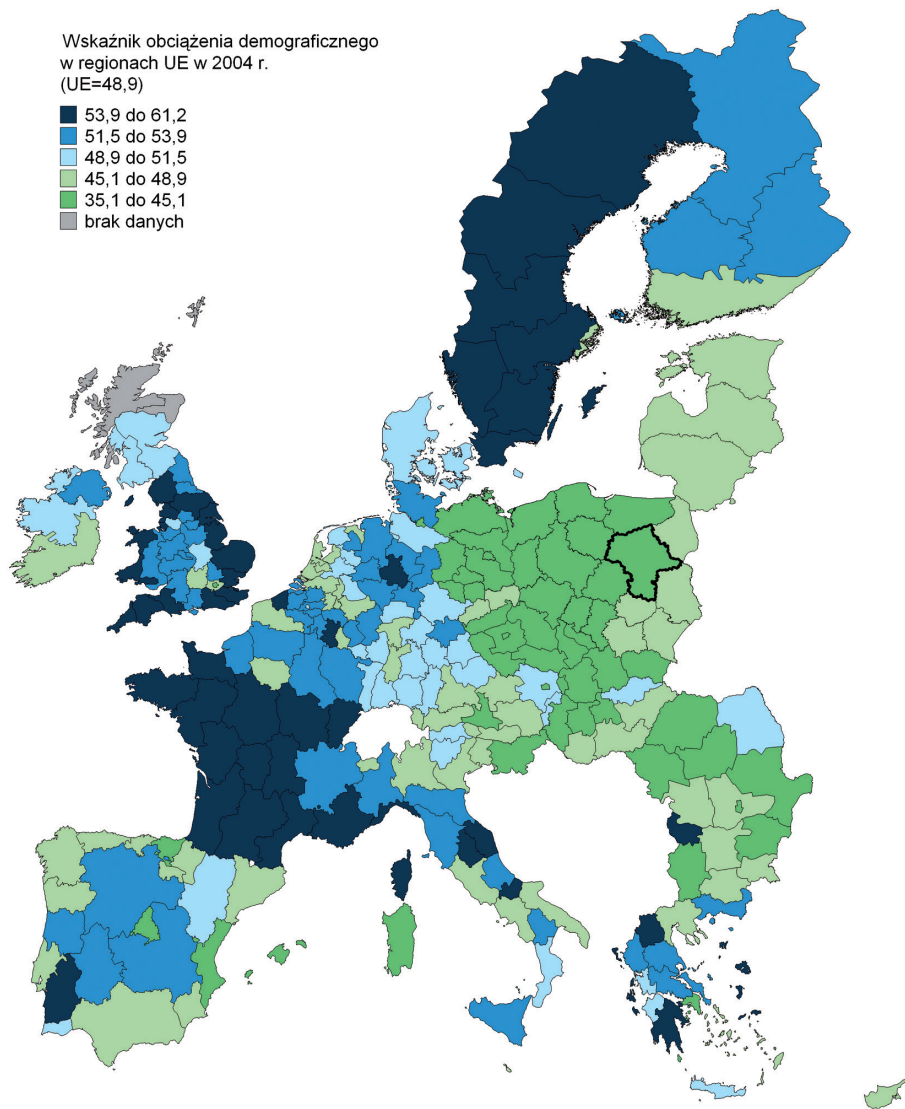 Wskaźnik obciążenia demograficznego
w regionach UE w 2004 r.
(UE=48,9)
53,9 do 61,2
51,5 do 53,9
48,9 do 51,5
45,1 do 48,9
35,1 do 45,1
brak danych